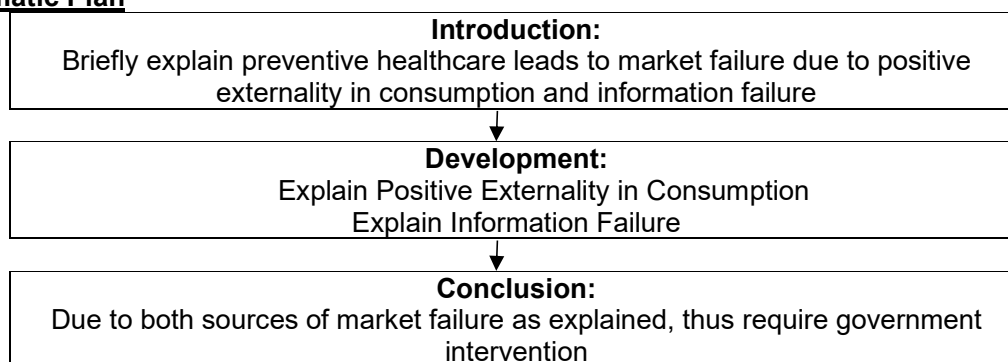 Plan
Introduction:
Briefly explain preventive healthcare leads to market failure due to positive
externality in consumption and information failure
Development:
Explain Positive Externality in Consumption
Explain Information Failure
Conclusion:
Due to both sources of market failure as explained, thus require government
intervention